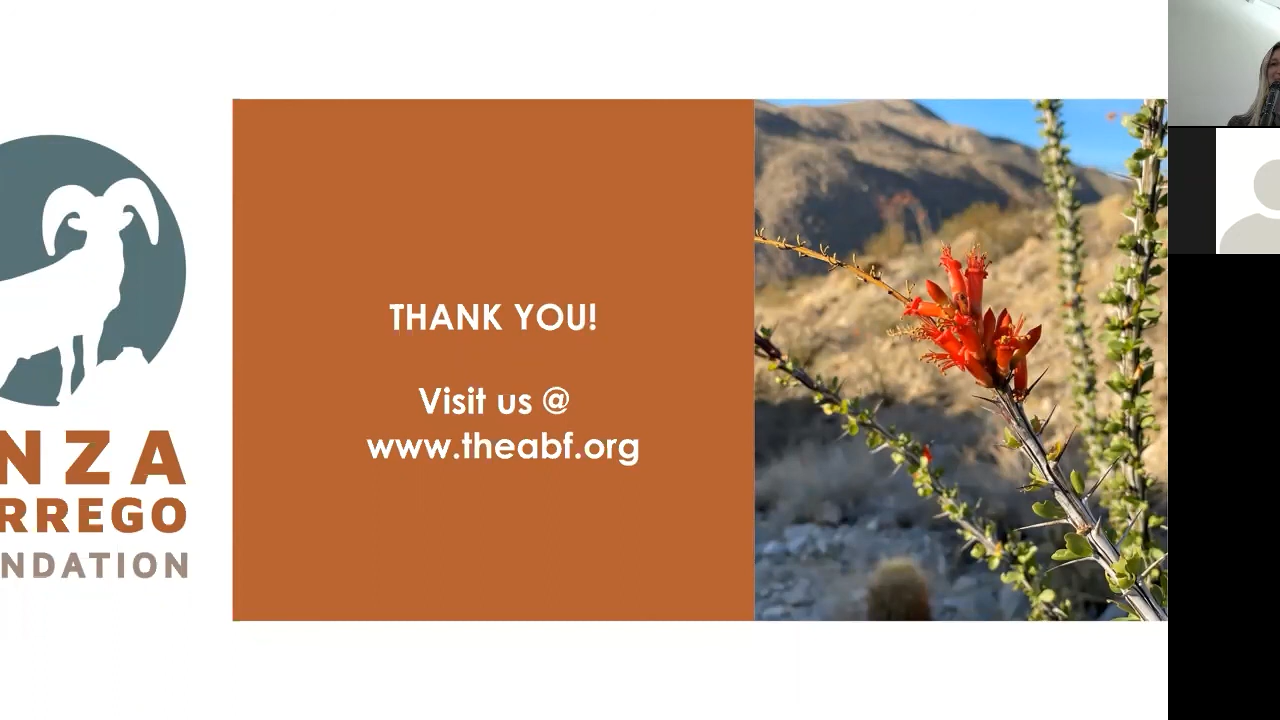 NZA
RREGO
NDATION
THANK YOU!
Visit us @
www.theabf.org